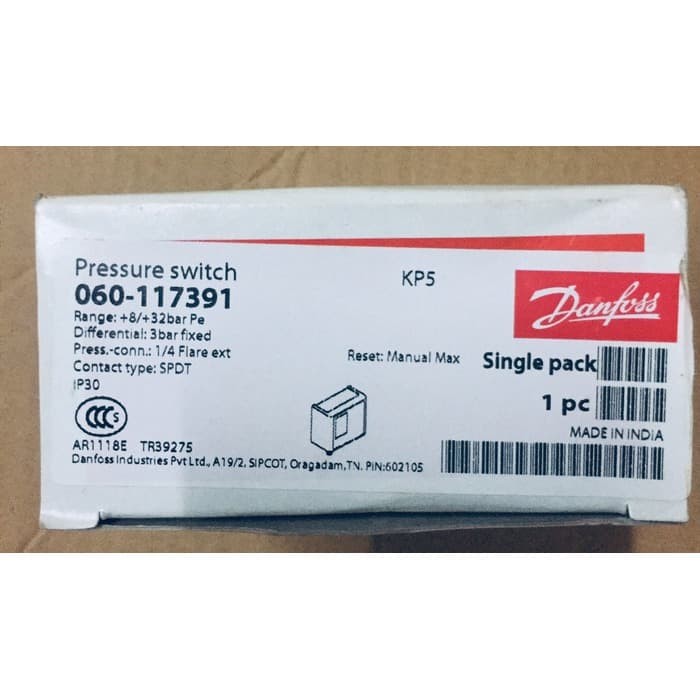 Pressure switch
KP5
060-117391
Danfoss
Range: +8/+32bar Pe
Differential: 3bar fixed
Press.-conn.: 1/4 Flare ext
Reset: Manual Max
Single pack
Contact type: SPDT
IP30
1 pc
CCC S
MADE IN INDIA
AR1118E TR39275
Danfoss Industries Pvt Ltd., A19/2, SIPCOT, Oragadam,TN. PIN:602105